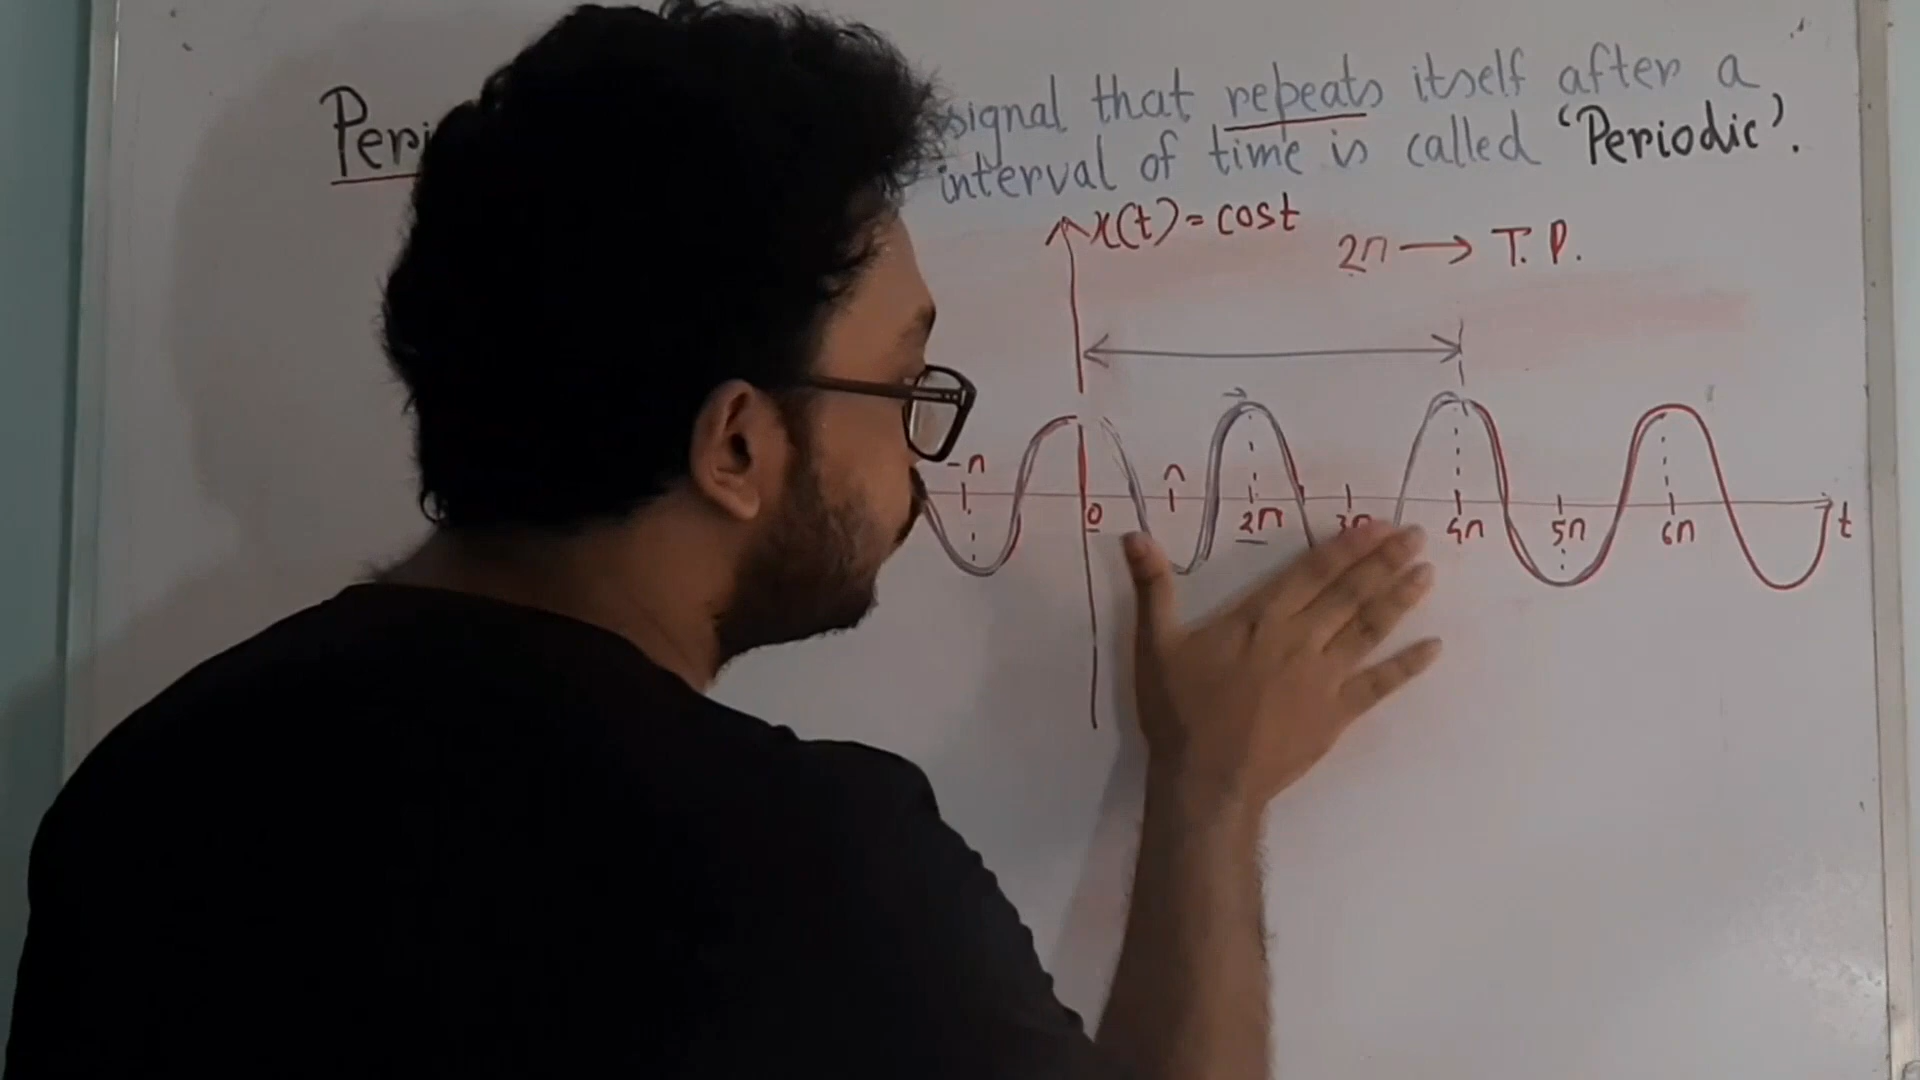 signal that repeats itself after a
interval of time is called 'Periodic'.
x(t) = cost
2π → T.P.
-π
π
0 2π 3π 4π 5π 6π t